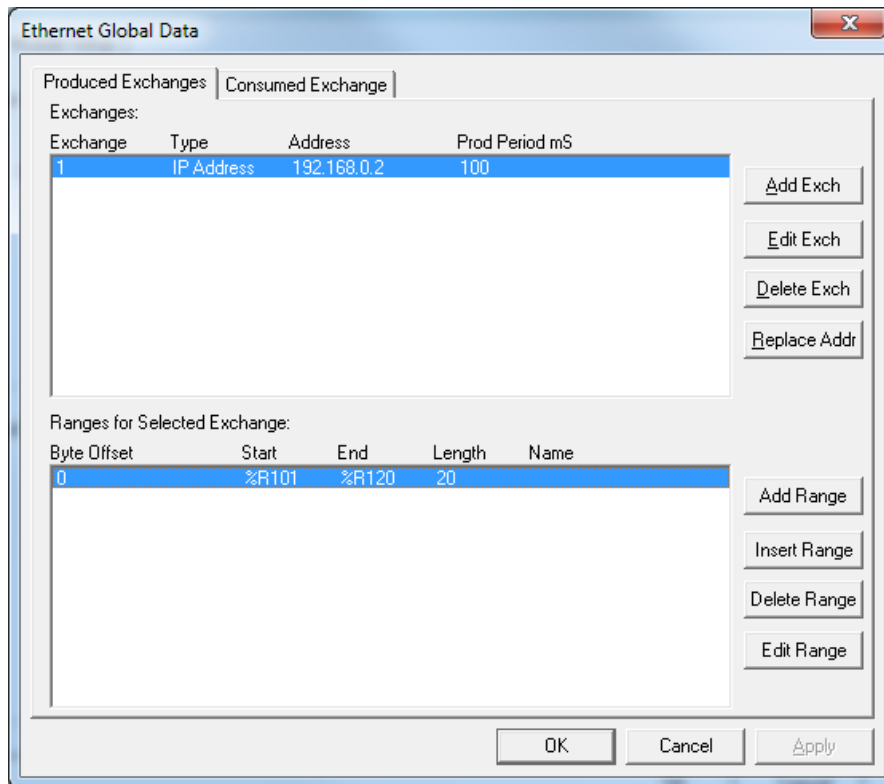 Ethernet Global Data
Produced Exchanges Consumed Exchange
Exchanges:
Exchange Type Address Prod Period mS
1 IP Address 192.168.0.2 100
Add Exch
Edit Exch
Delete Exch
Replace Addr
Ranges for Selected Exchange:
Byte Offset Start End Length Name
0 %R101 %R120 20
Add Range
Insert Range
Delete Range
Edit Range
OK Cancel Apply